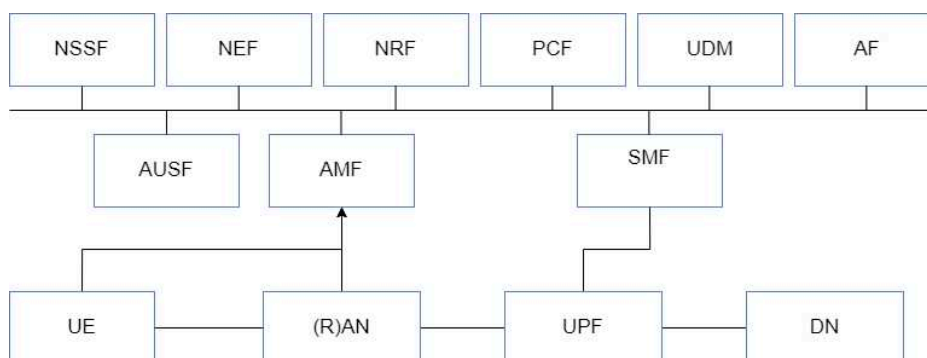 NSSF NEF NRF PCF UDM AF
AUSF AMF SMF
UE (R)AN UPF DN